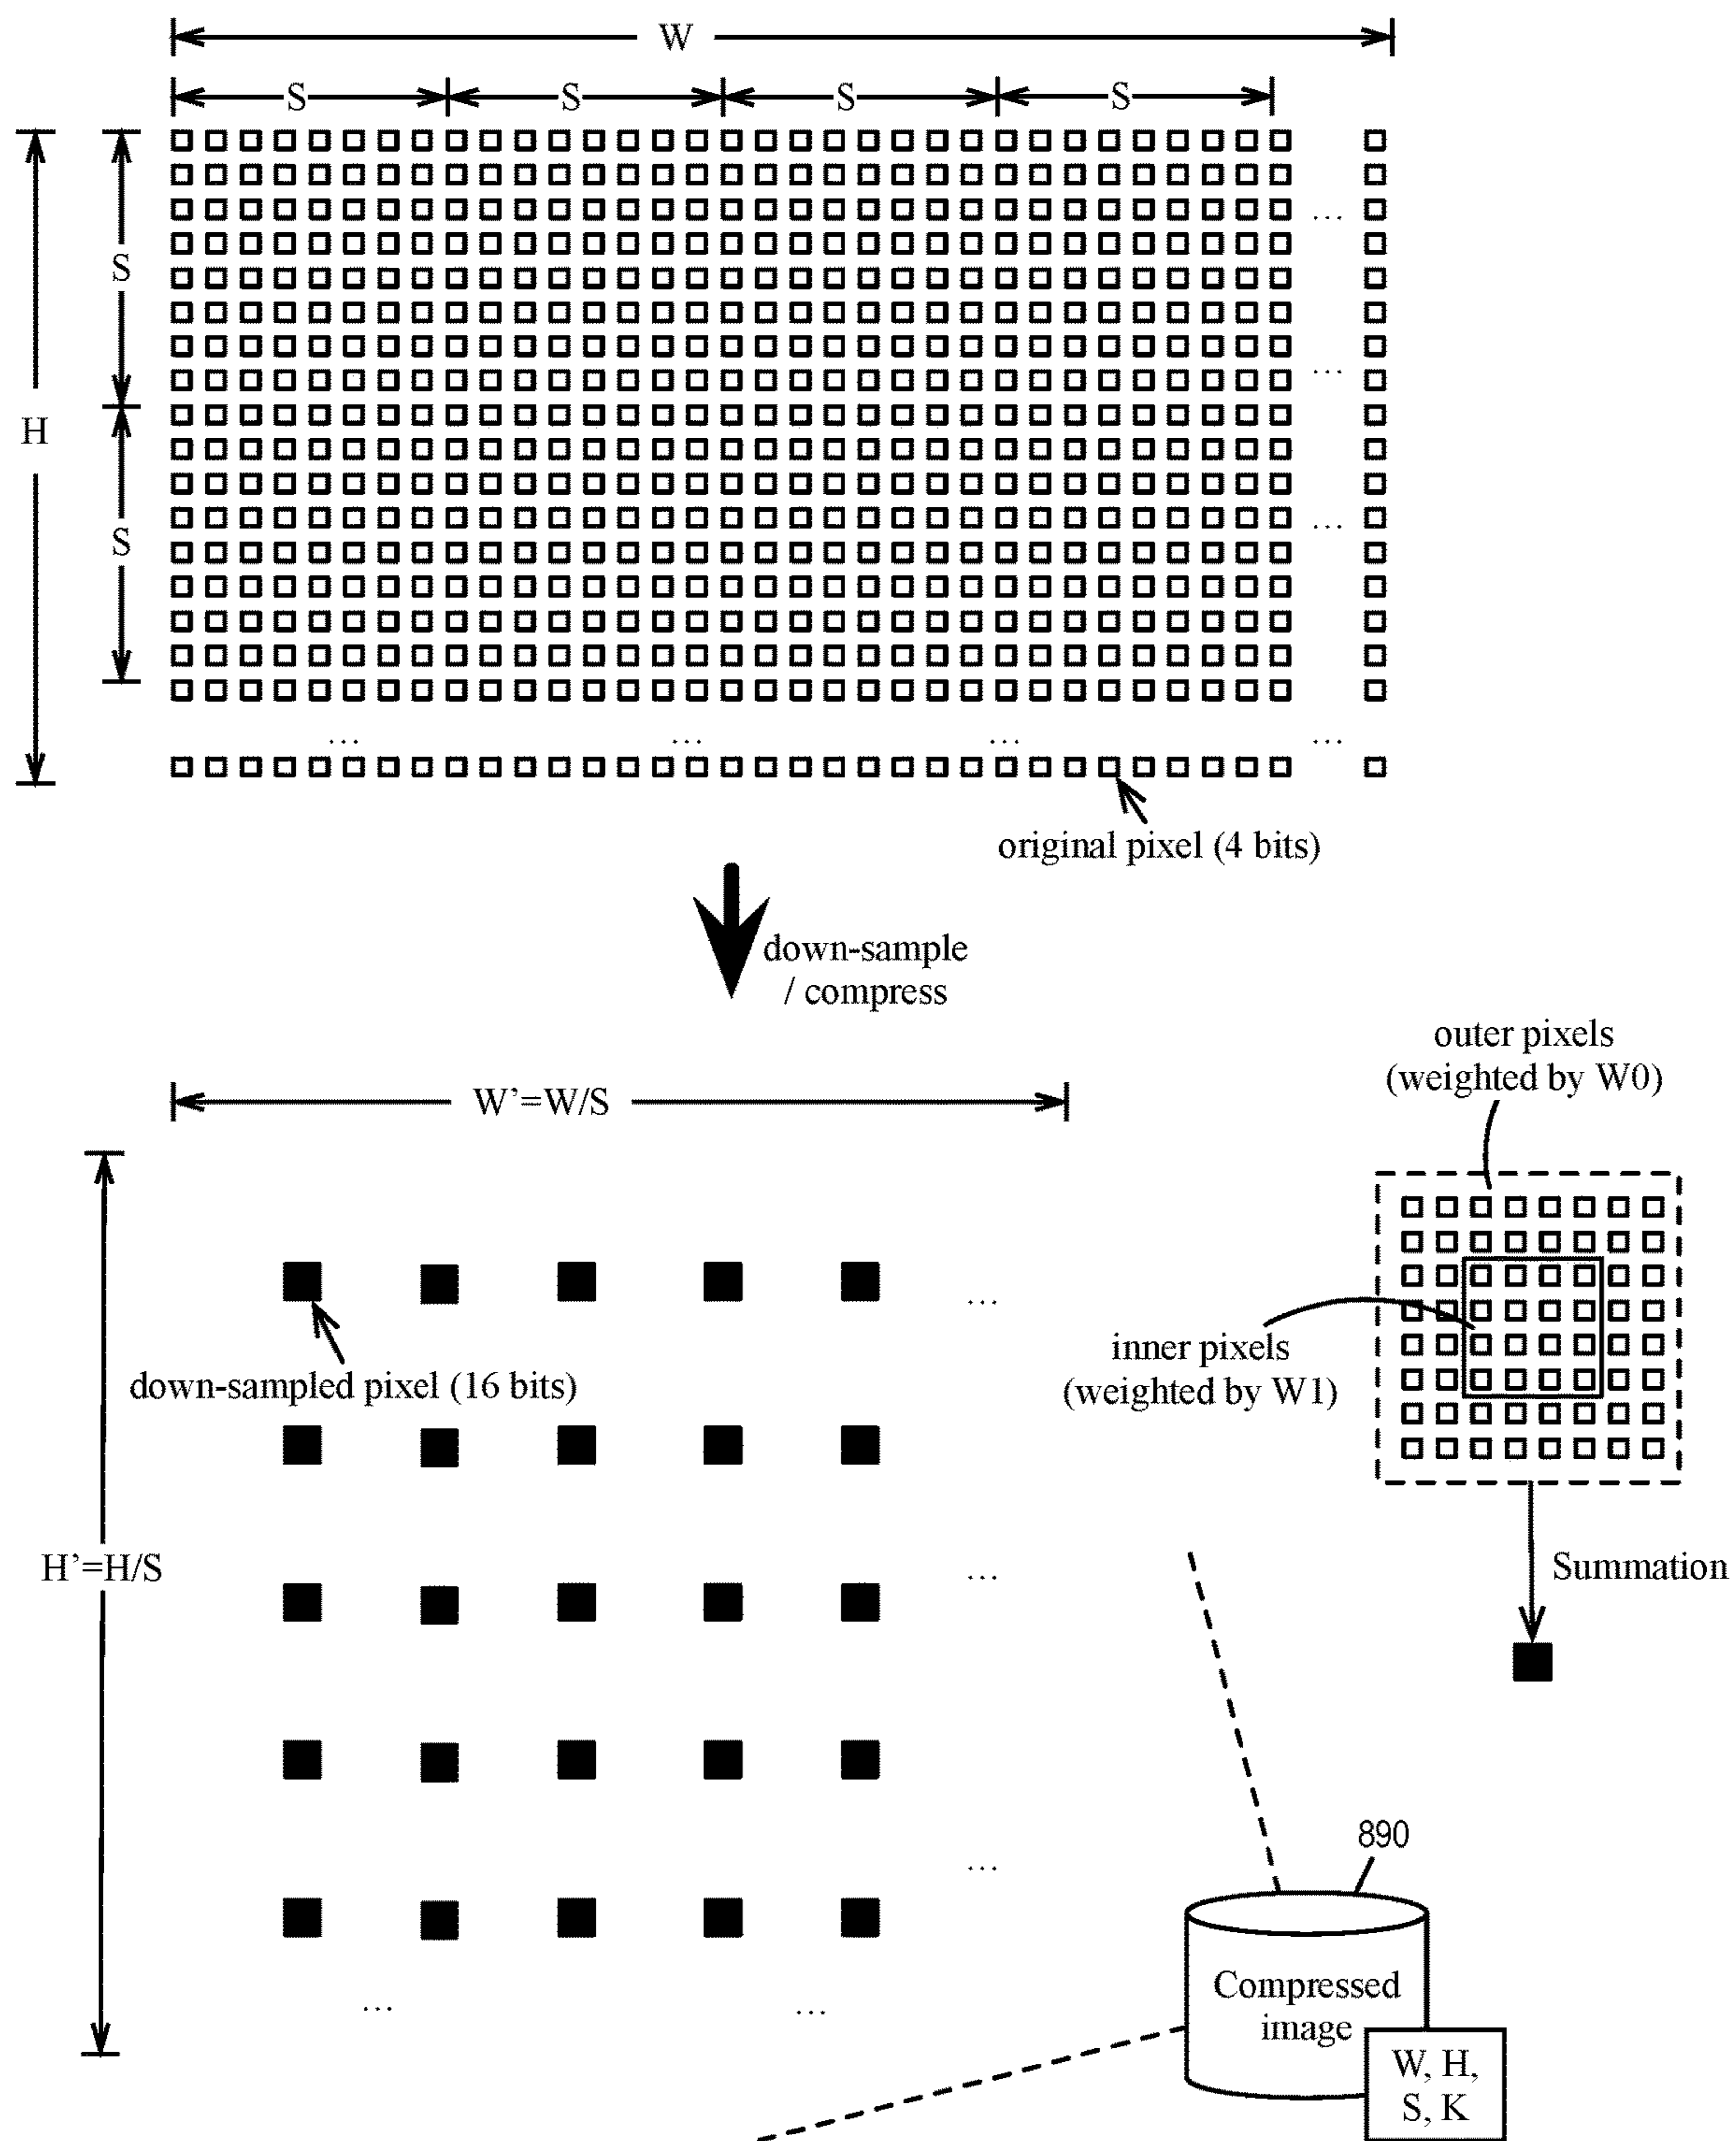 W
S S S S
S
H
S
… 
…
…
… … … …
original pixel (4 bits)
down-sample
/ compress
outer pixels
(weighted by W0)
W’=W/S
…
inner pixels
(weighted by W1)
down-sampled pixel (16 bits)
H’=H/S
Summation
…
890
…
Compressed
image
… …
W, H,
S, K